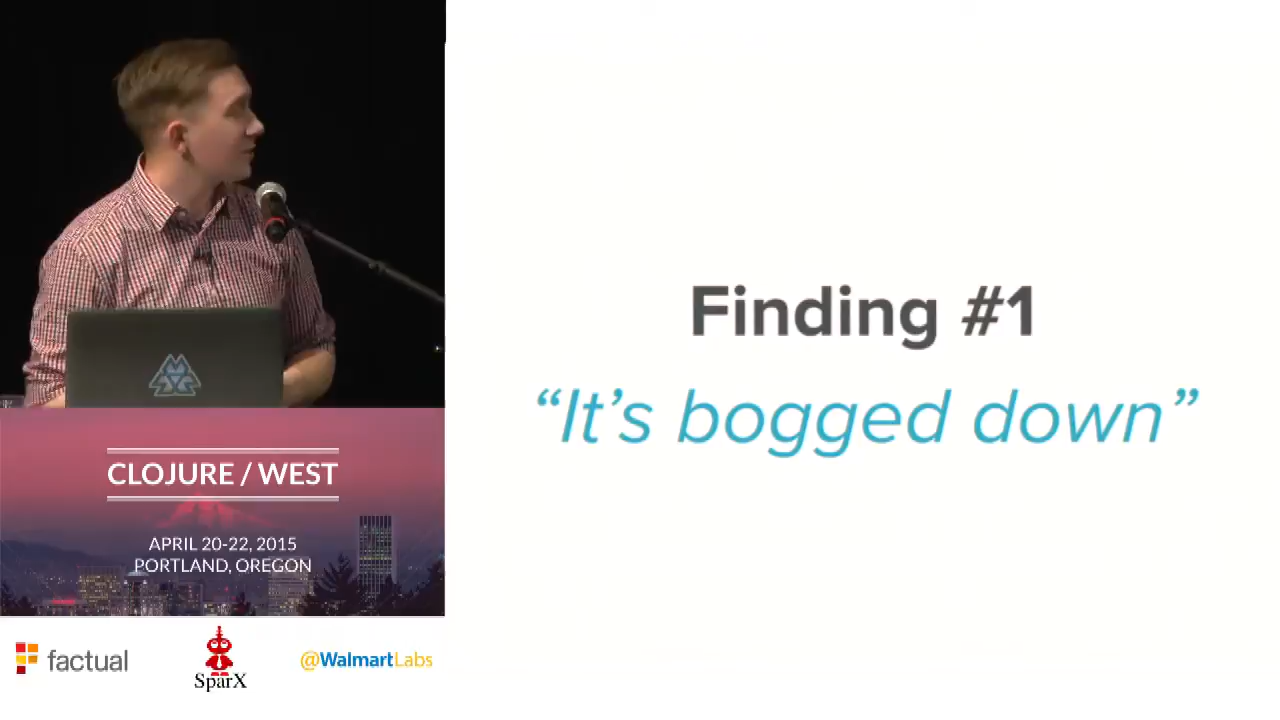 Finding #1
“It’s bogged down”
CLOJURE / WEST
APRIL 20-22, 2015
PORTLAND, OREGON
factual
SparX
@WalmartLabs